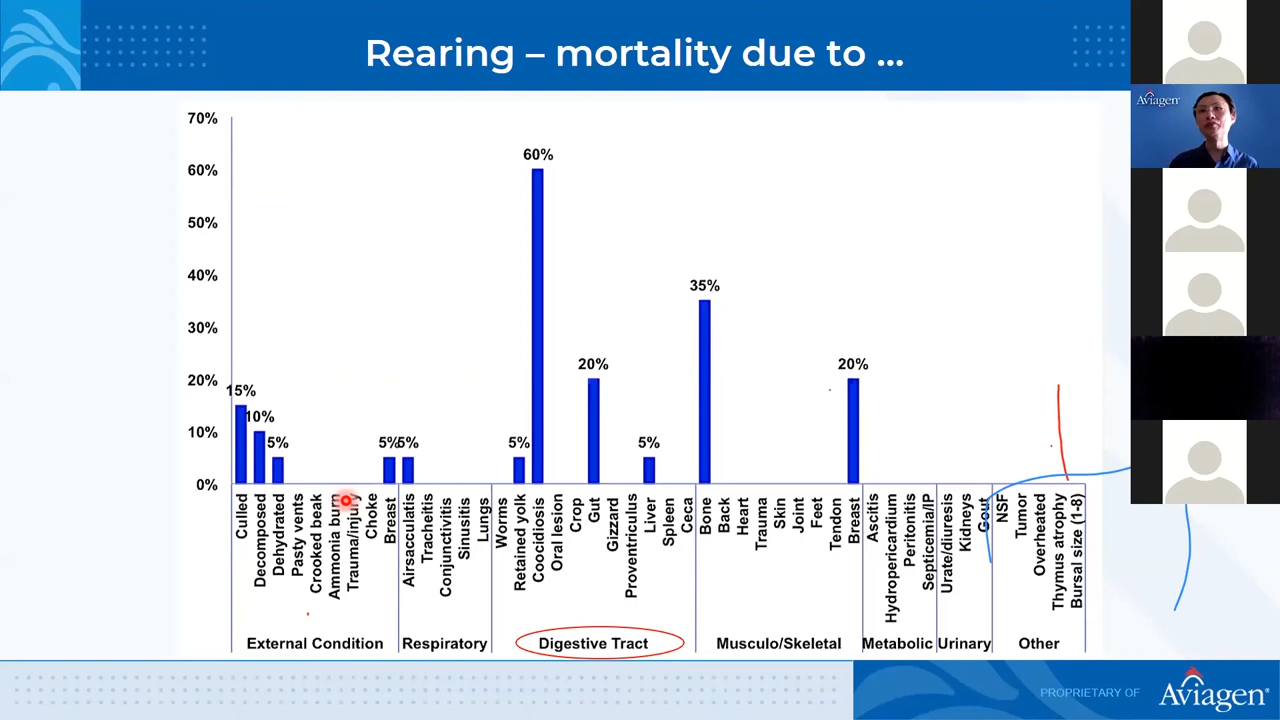 Rearing – mortality due to ...
Aviagen
70%
60%
50%
40%
30%
20%
10%
0%
15%
10%
5%
5%
5%
5%
60%
20%
5%
35%
20%
Culled
Decomposed
Dehydrated
Pasty vents
Crooked beak
Ammonia burn
Trauma/injury
Choke
Breast
Airsacculatis
Tracheitis
Conjunctivitis
Sinusitis
Lungs
Worms
Retained yolk
Coocidiosis
Oral lesion
Crop
Gut
Gizzard
Proventriculus
Liver
Spleen
Ceca
Bone
Back
Heart
Trauma
Skin
Joint
Feet
Tendon
Breast
Ascitis
Hydropericardium
Peritonitis
Septicemia/IP
Urate/diuresis
Kidneys
Gout
NSF
Tumor
Overheated
Thymus atrophy
Bursal size (1-8)
External Condition
Respiratory
Digestive Tract
Musculo/Skeletal
Metabolic
Urinary
Other
PROPRIETARY OF
Aviagen